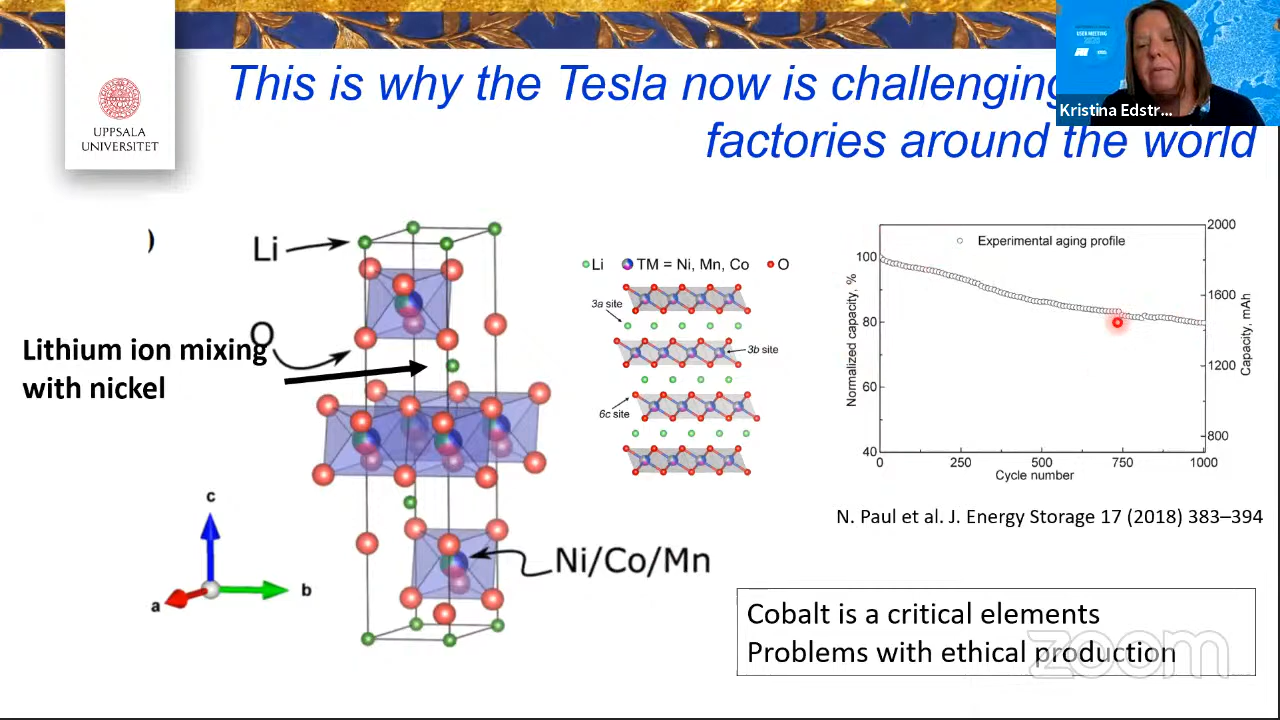 This is why the Tesla now is challenging
factories around the world
UPPSALA
UNIVERSITET
USER MEETING
Kristina Edstr...
)
Li
O
Lithium ion mixing
with nickel
Ni/Co/Mn
c
b
a
Li TM = Ni, Mn, Co O
3a site
3b site
6c site
Experimental aging profile
Normalized capacity, %
100
80
60
40
0 250 500 750 1000
Cycle number
2000
1600
1200
800
Capacity, mAh
N. Paul et al. J. Energy Storage 17 (2018) 383–394
Cobalt is a critical elements
Problems with ethical production
zoom